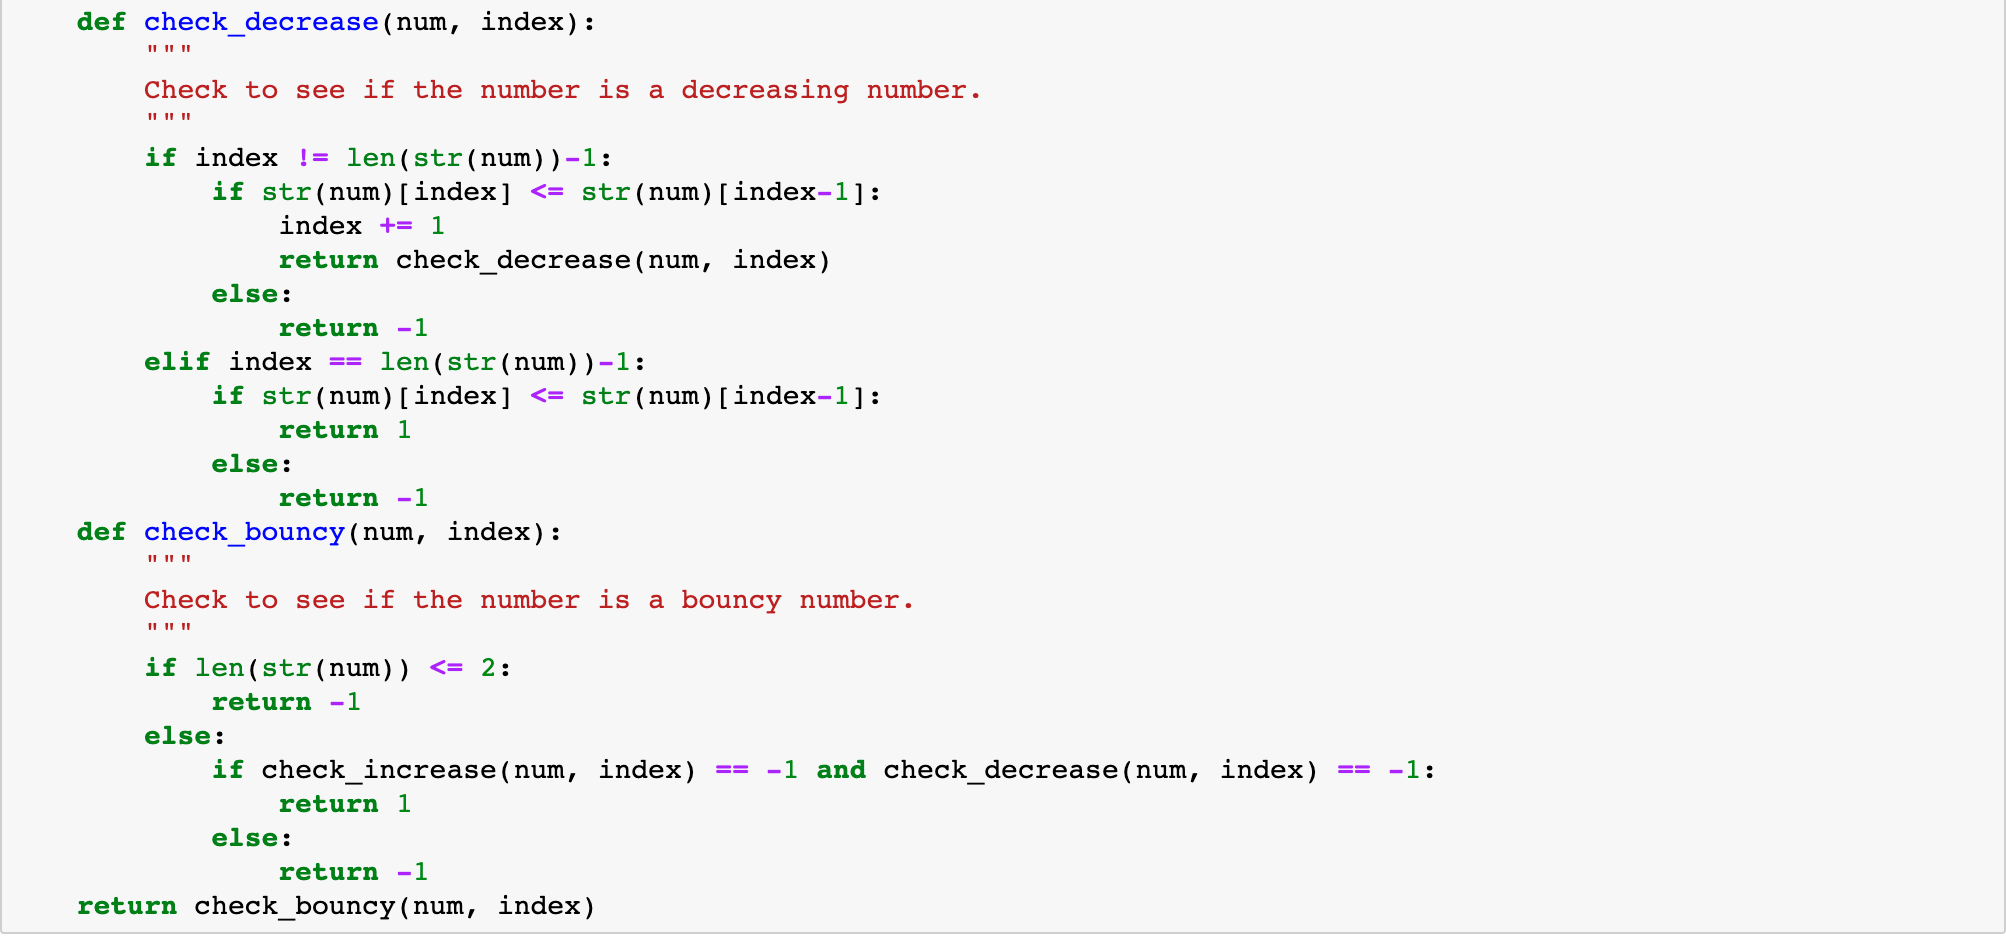 def check_decrease(num, index):
    """
    Check to see if the number is a decreasing number.
    """
    if index != len(str(num))-1:
        if str(num)[index] <= str(num)[index-1]:
            index += 1
            return check_decrease(num, index)
        else:
            return -1
    elif index == len(str(num))-1:
        if str(num)[index] <= str(num)[index-1]:
            return 1
        else:
            return -1
def check_bouncy(num, index):
    """
    Check to see if the number is a bouncy number.
    """
    if len(str(num)) <= 2:
        return -1
    else:
        if check_increase(num, index) == -1 and check_decrease(num, index) == -1:
            return 1
        else:
            return -1
return check_bouncy(num, index)